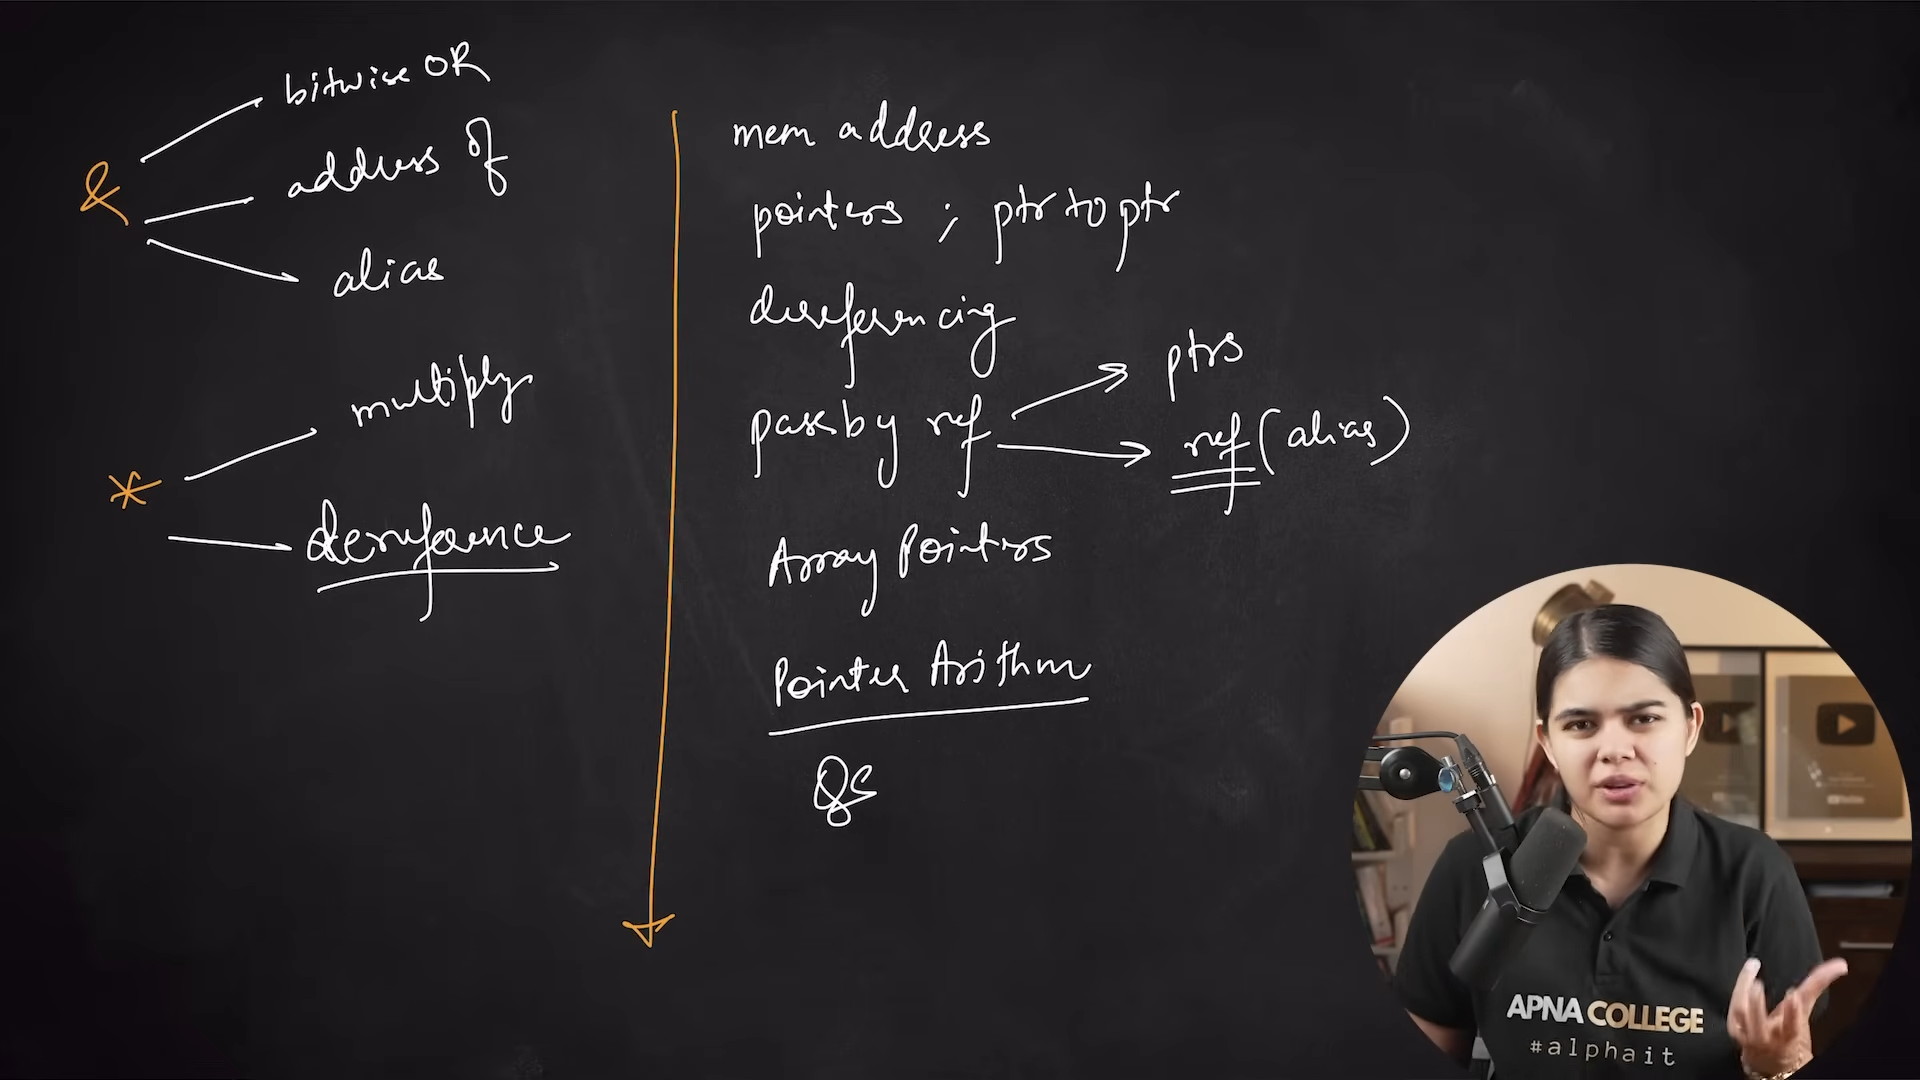 & bitwise OR
address of
alias
* multiply
dereference
mem address
pointers ; ptr to ptr
dereferencing
pass by ref ptrs
ref (alias)
Array Pointers
Pointer Arithm
Qs
APNA COLLEGE
#alphait